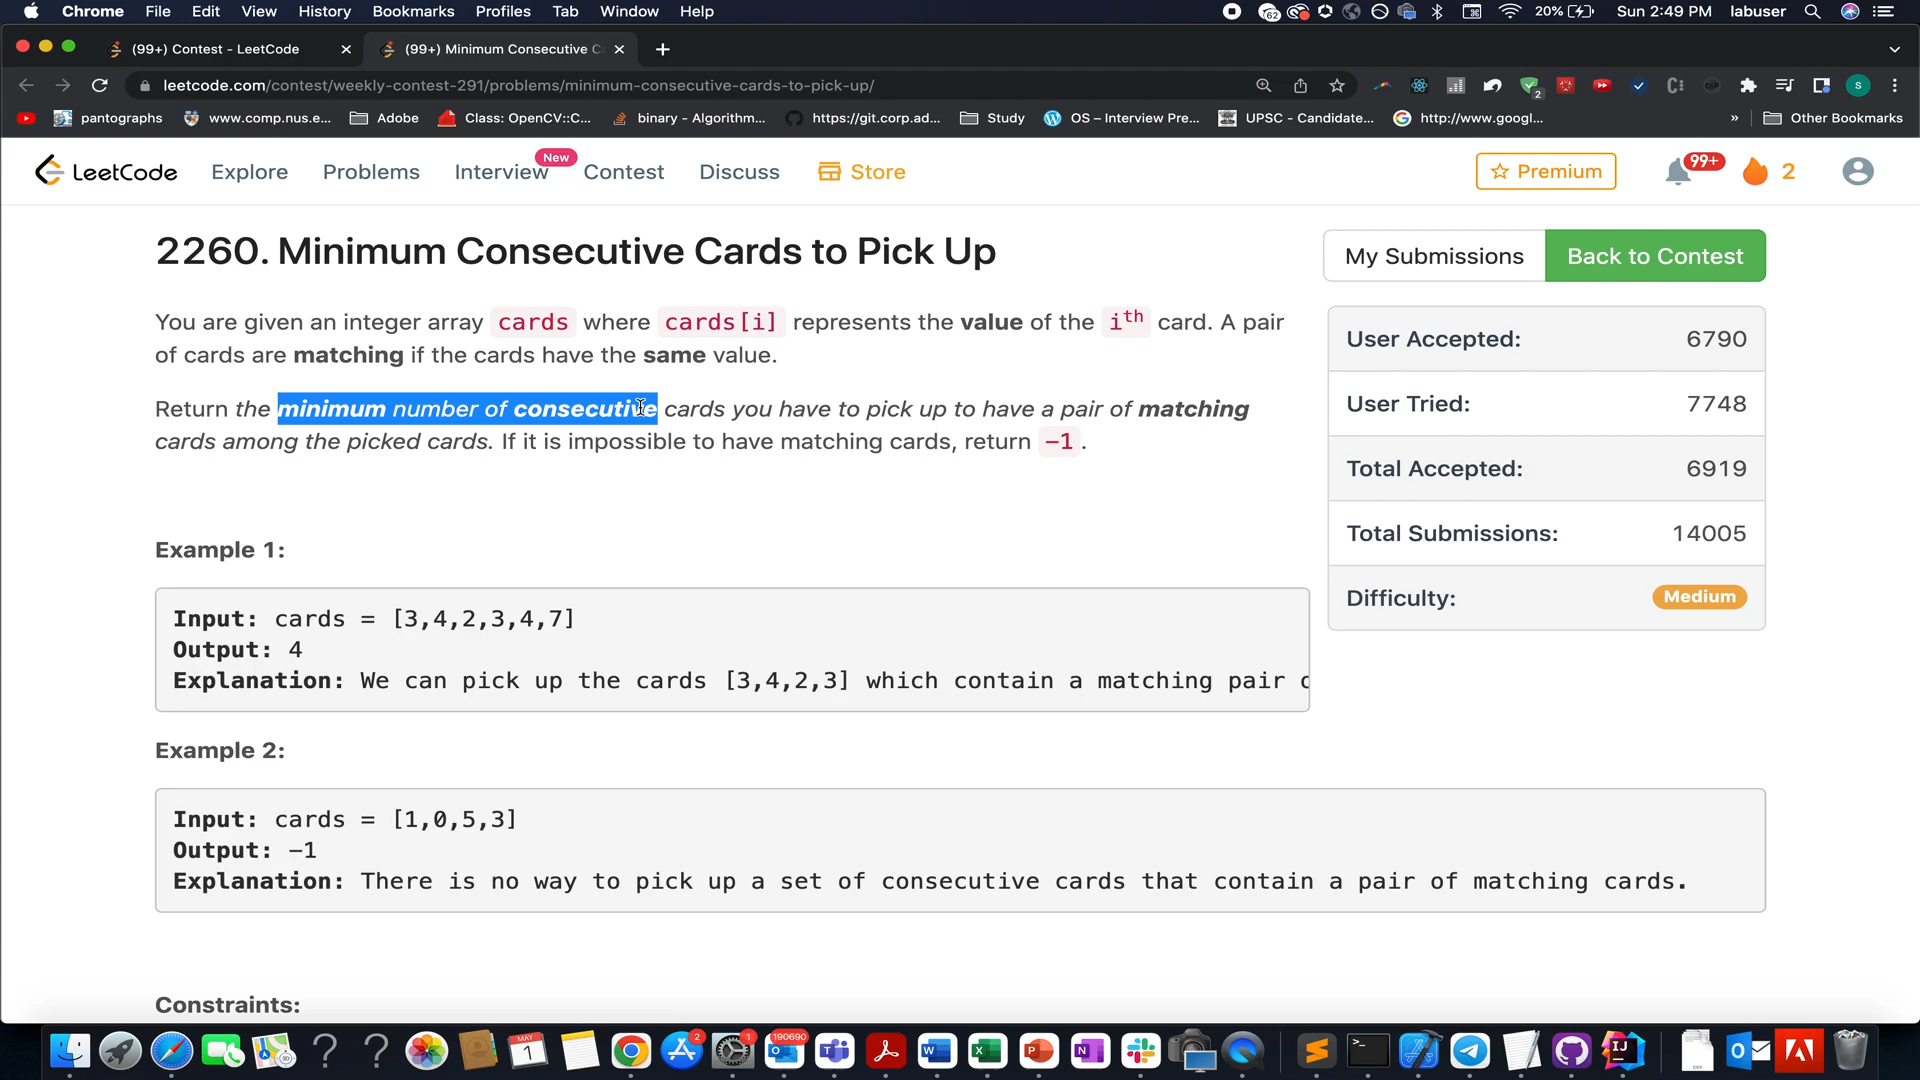 Chrome File Edit View History Bookmarks Profiles Tab Window Help
62 20% Sun 2:49 PM labuser
(99+) Contest - LeetCode
(99+) Minimum Consecutive C
leetcode.com/contest/weekly-contest-291/problems/minimum-consecutive-cards-to-pick-up/
2
S
pantographs www.comp.nus.e... Adobe Class: OpenCV::C... binary - Algorithm... https://git.corp.ad... Study OS – Interview Pre... UPSC - Candidate... http://www.googl... » Other Bookmarks
LeetCode Explore Problems Interview New Contest Discuss Store
Premium 99+ 2
2260. Minimum Consecutive Cards to Pick Up
My Submissions Back to Contest
You are given an integer array cards where cards[i] represents the value of the ith card. A pair
of cards are matching if the cards have the same value.
Return the minimum number of consecutive cards you have to pick up to have a pair of matching
cards among the picked cards. If it is impossible to have matching cards, return -1.
User Accepted: 6790
User Tried: 7748
Total Accepted: 6919
Total Submissions: 14005
Difficulty: Medium
Example 1:
Input: cards = [3,4,2,3,4,7]
Output: 4
Explanation: We can pick up the cards [3,4,2,3] which contain a matching pair
Example 2:
Input: cards = [1,0,5,3]
Output: -1
Explanation: There is no way to pick up a set of consecutive cards that contain a pair of matching cards.
Constraints:
MAY
1
2
1
190690